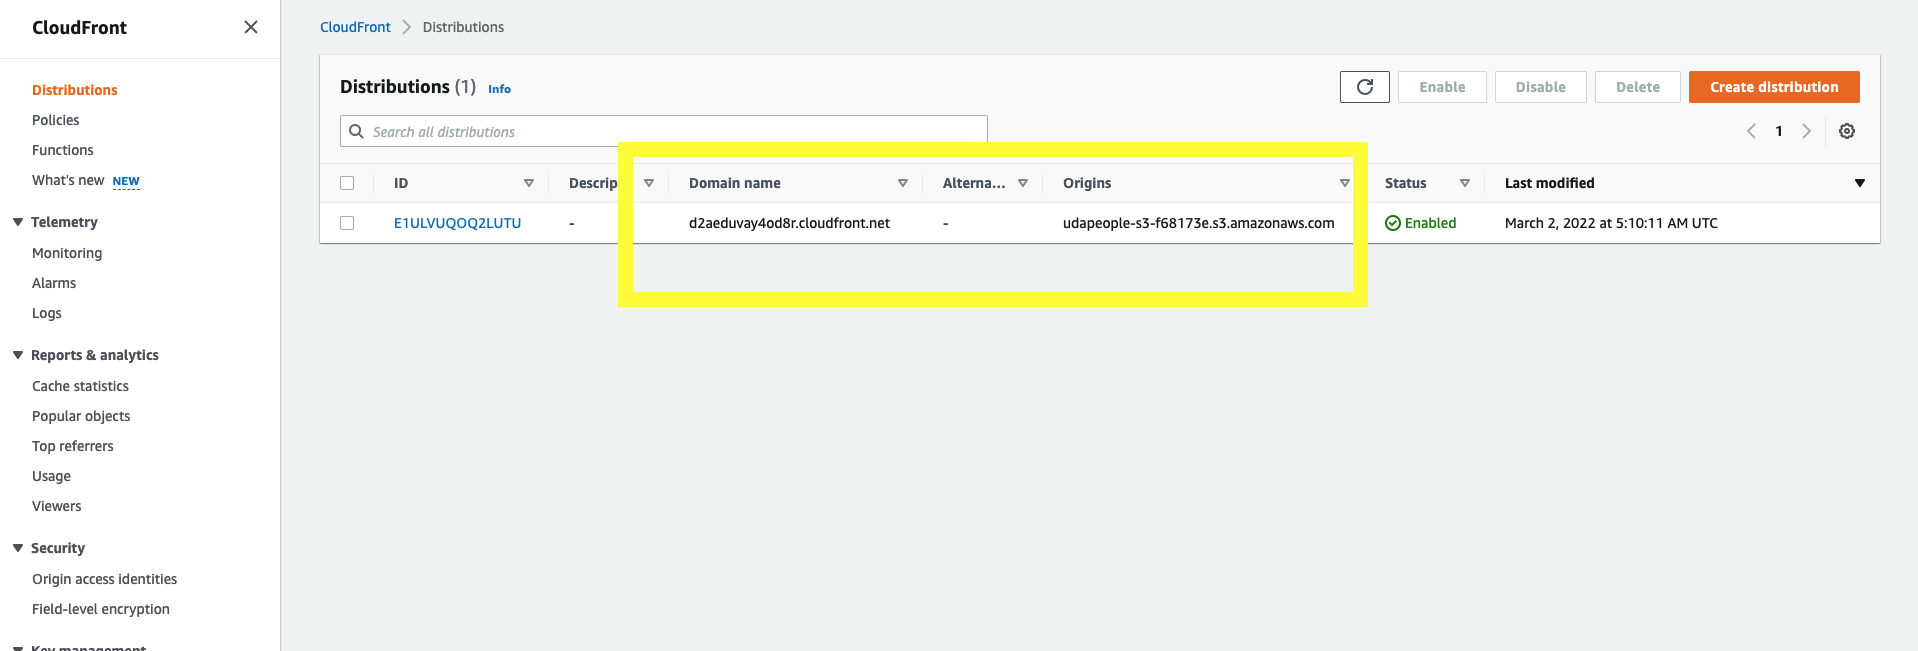 CloudFront
Distributions
Policies
Functions
What's new NEW
Telemetry
Monitoring
Alarms
Logs
Reports & analytics
Cache statistics
Popular objects
Top referrers
Usage
Viewers
Security
Origin access identities
Field-level encryption
Key management
CloudFront Distributions
Distributions (1) Info
Enable Disable Delete Create distribution
Search all distributions
1
ID Descrip Domain name Alterna... Origins Status Last modified
E1ULVUQOQ2LUTU - d2aeduvay4od8r.cloudfront.net - udapeople-s3-f68173e.s3.amazonaws.com Enabled March 2, 2022 at 5:10:11 AM UTC